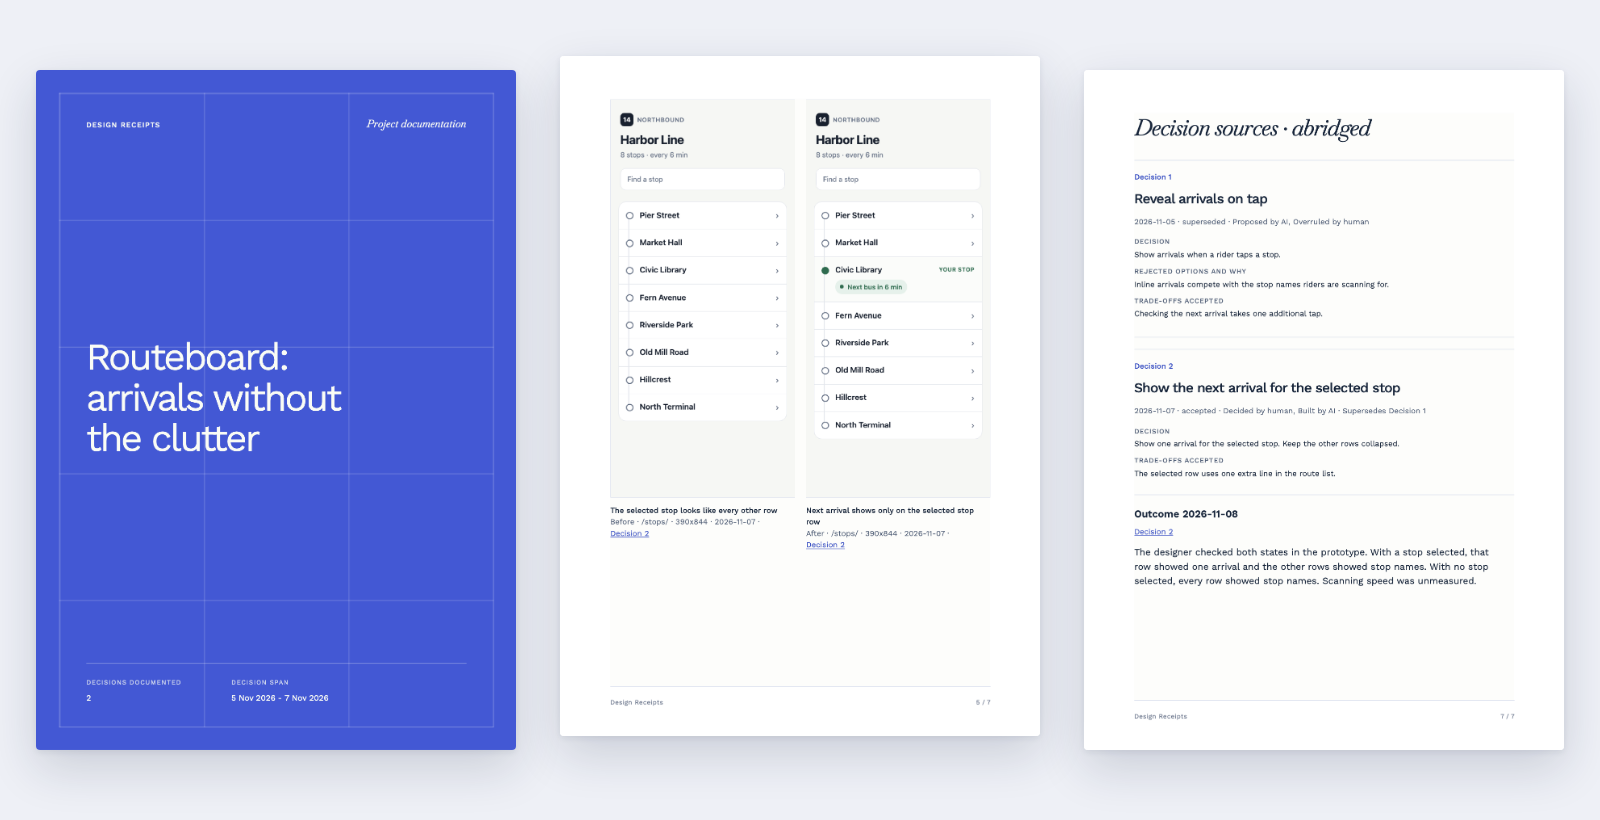 DESIGN RECEIPTS
Project documentation
Routeboard:
arrivals without
the clutter
DECISIONS DOCUMENTED
2
DECISION SPAN
5 Nov 2026 - 7 Nov 2026
14 NORTHBOUND
Harbor Line
8 stops · every 6 min
Find a stop
Pier Street
Market Hall
Civic Library
Fern Avenue
Riverside Park
Old Mill Road
Hillcrest
North Terminal
The selected stop looks like every other row
Before · /stops/ · 390x844 · 2026-11-07 ·
Decision 2
14 NORTHBOUND
Harbor Line
8 stops · every 6 min
Find a stop
Pier Street
Market Hall
Civic Library YOUR STOP
Next bus in 6 min
Fern Avenue
Riverside Park
Old Mill Road
Hillcrest
North Terminal
Next arrival shows only on the selected stop
row
After · /stops/ · 390x844 · 2026-11-07 ·
Decision 2
Design Receipts
5 / 7
Decision sources · abridged
Decision 1
Reveal arrivals on tap
2026-11-05 · superseded · Proposed by AI, Overruled by human
DECISION
Show arrivals when a rider taps a stop.
REJECTED OPTIONS AND WHY
Inline arrivals compete with the stop names riders are scanning for.
TRADE-OFFS ACCEPTED
Checking the next arrival takes one additional tap.
Decision 2
Show the next arrival for the selected stop
2026-11-07 · accepted · Decided by human, Built by AI · Supersedes Decision 1
DECISION
Show one arrival for the selected stop. Keep the other rows collapsed.
TRADE-OFFS ACCEPTED
The selected row uses one extra line in the route list.
Outcome 2026-11-08
Decision 2
The designer checked both states in the prototype. With a stop selected, that
row showed one arrival and the other rows showed stop names. With no stop
selected, every row showed stop names. Scanning speed was unmeasured.
Design Receipts
7 / 7